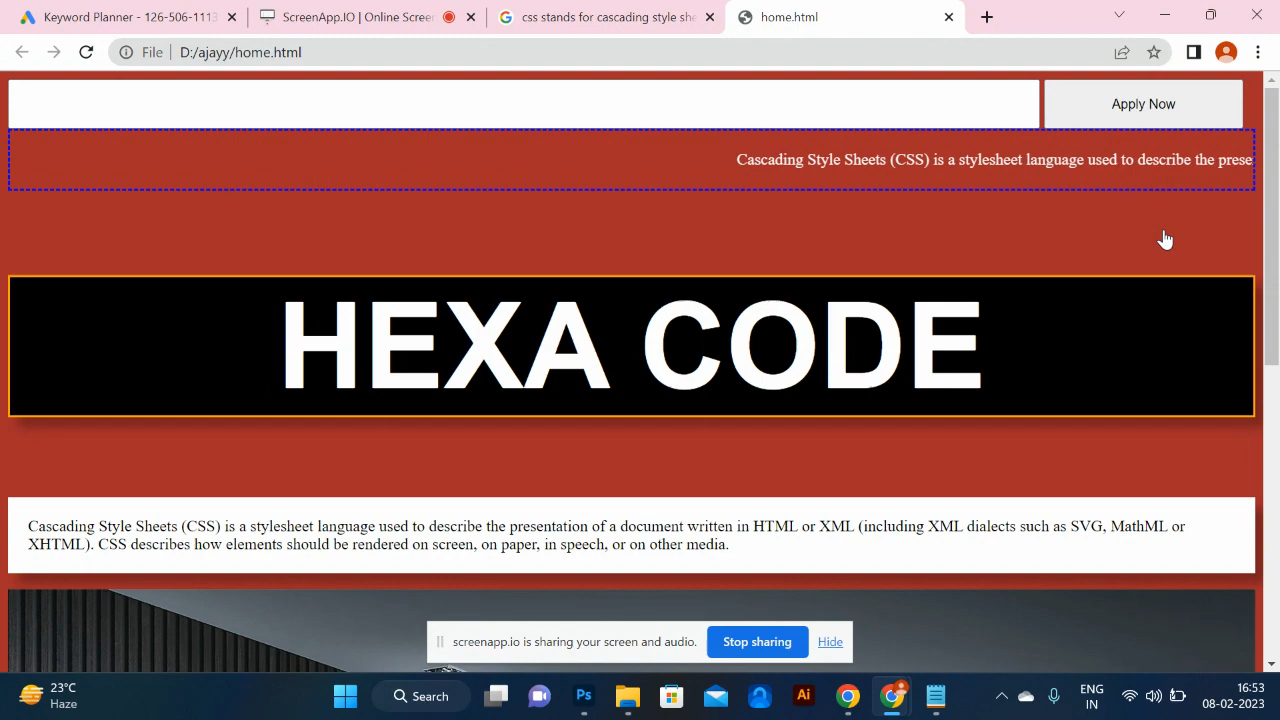 Keyword Planner - 126-506-1113
ScreenApp.IO | Online Screen
css stands for cascading style she
home.html
File
D:/ajayy/home.html
Apply Now
Cascading Style Sheets (CSS) is a stylesheet language used to describe the prese
HEXA CODE
Cascading Style Sheets (CSS) is a stylesheet language used to describe the presentation of a document written in HTML or XML (including XML dialects such as SVG, MathML or
XHTML). CSS describes how elements should be rendered on screen, on paper, in speech, or on other media.
screenapp.io is sharing your screen and audio.
Stop sharing
Hide
23°C
Haze
Search
Ps
Ai
ENG
IN
16:53
08-02-2023